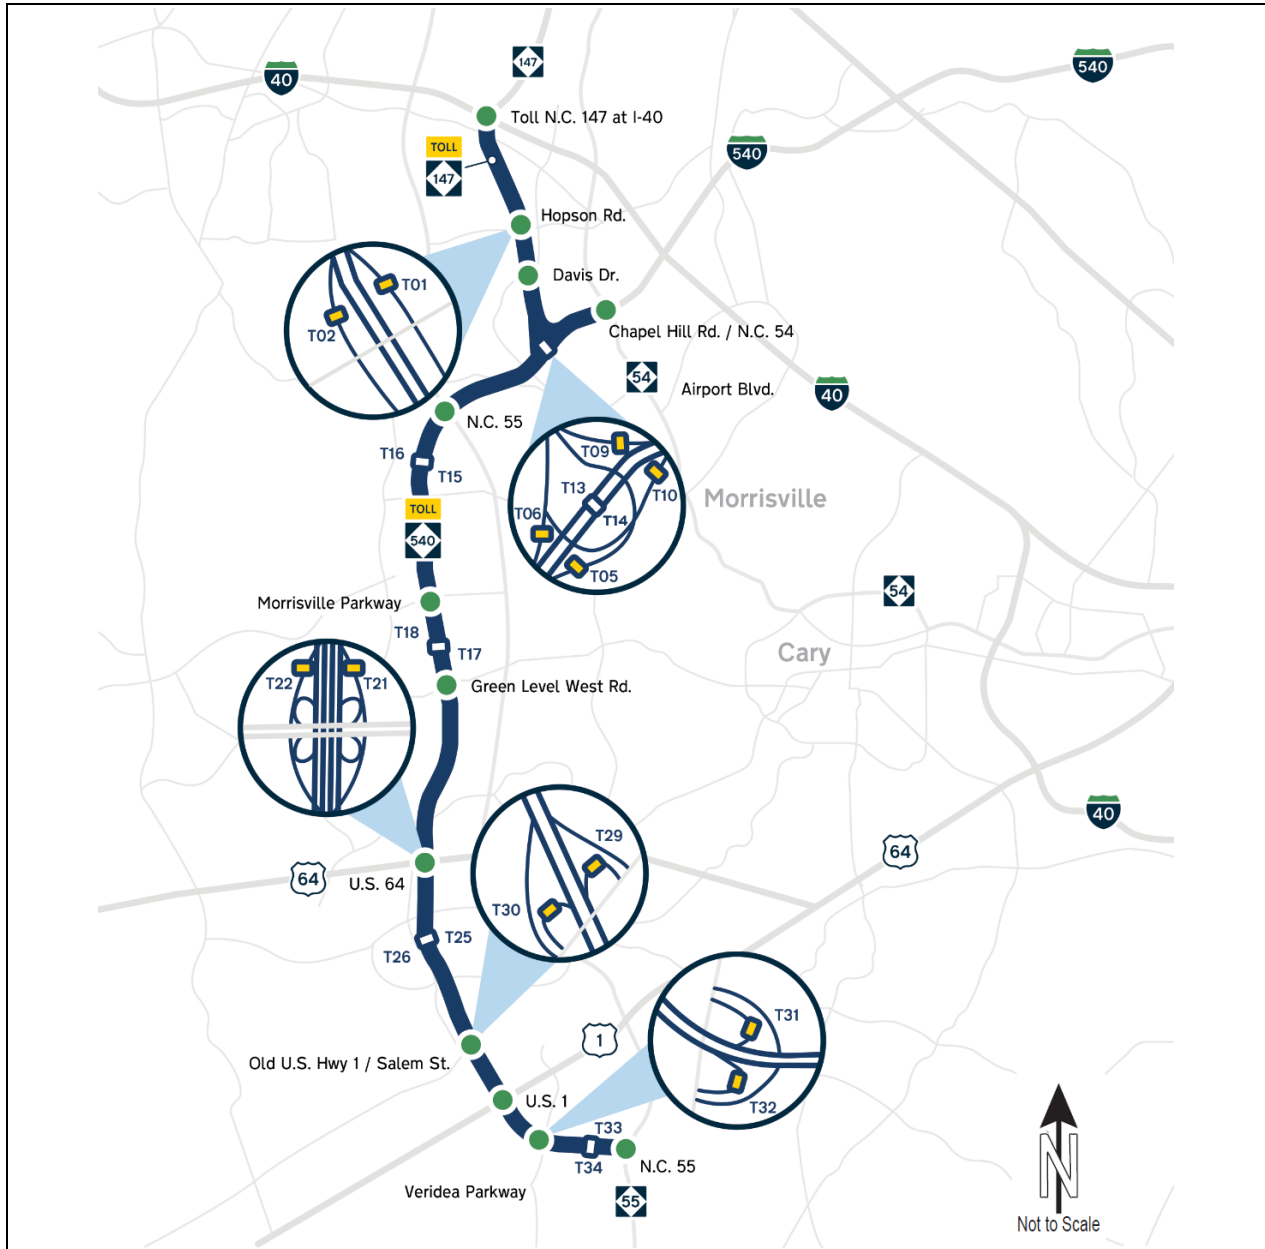 147
40
540
Toll N.C. 147 at I-40
TOLL
147
540
Hopson Rd.
Davis Dr.
T01
T02
Chapel Hill Rd. / N.C. 54
54
Airport Blvd.
40
N.C. 55
T16
T15
T09
T13
T10
T14
T06
T05
Morrisville
TOLL
540
54
Morrisville Parkway
T18
T17
Cary
T22
T21
Green Level West Rd.
40
T29
64
64
U.S. 64
T30
T25
T26
T31
1
Old U.S. Hwy 1 / Salem St.
U.S. 1
T32
T33
T34
N.C. 55
Veridea Parkway
55
N
Not to Scale